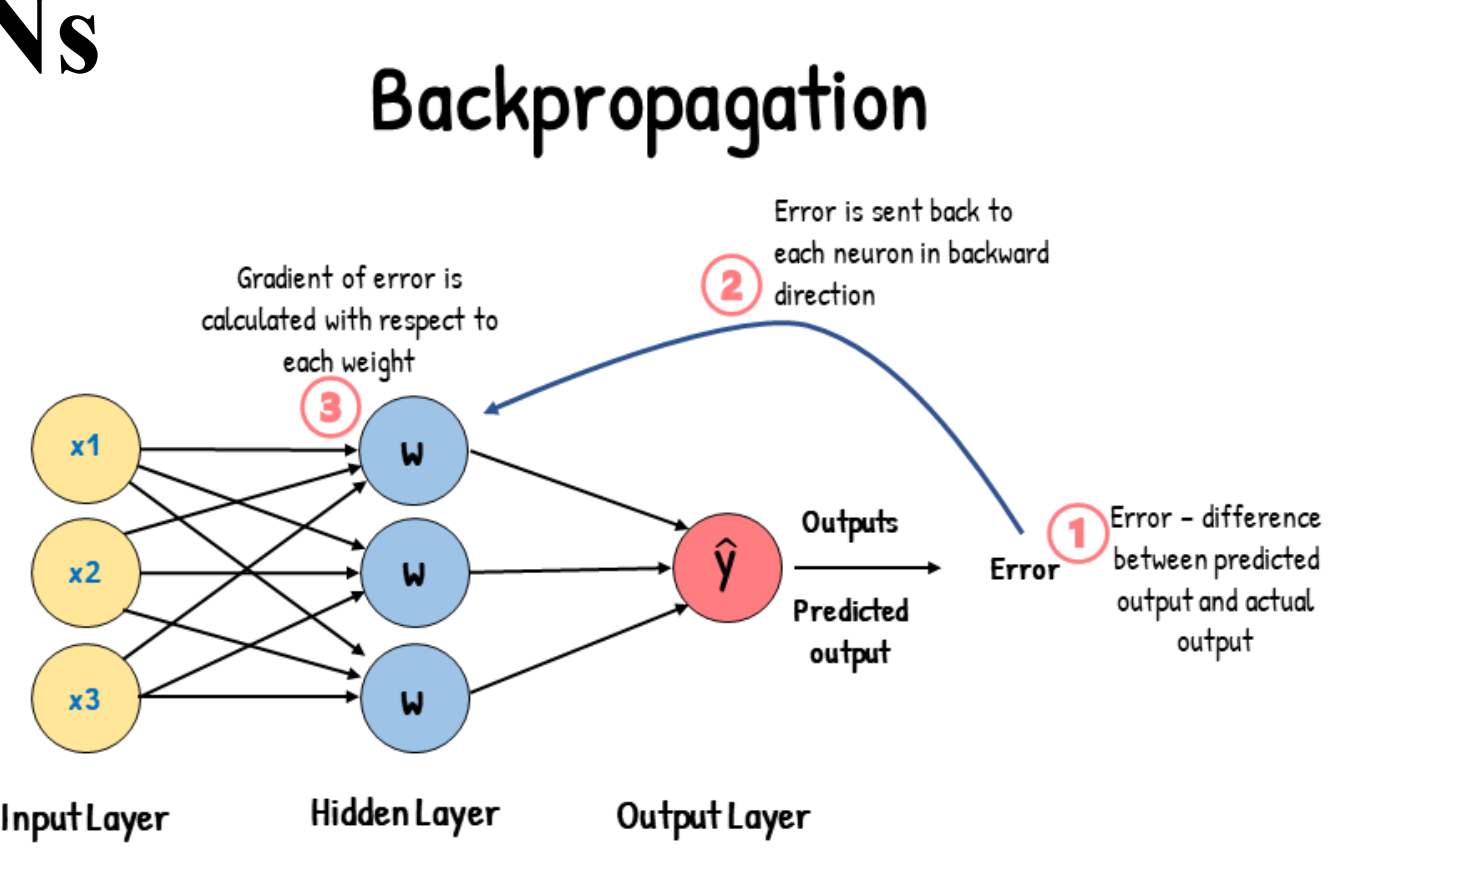 Ns
Backpropagation
Error is sent back to
each neuron in backward
direction
2
Gradient of error is
calculated with respect to
each weight
3
x1
x2
x3
w
w
w
ŷ
Outputs
Predicted
output
Error
1
Error - difference
between predicted
output and actual
output
Input Layer
Hidden Layer
Output Layer